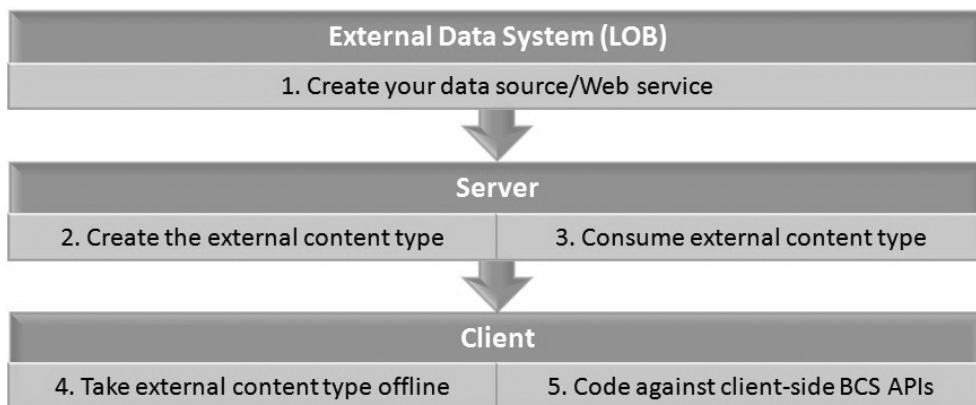 External Data System (LOB)
1. Create your data source/Web service
Server
2. Create the external content type
3. Consume external content type
Client
4. Take external content type offline
5. Code against client-side BCS APIs